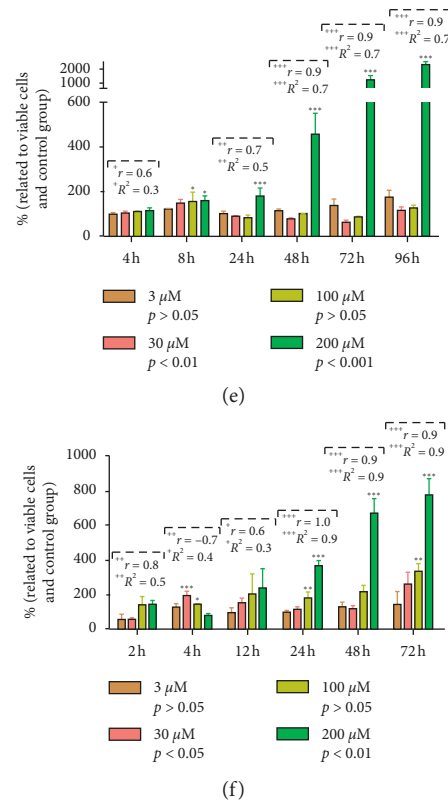 +++r = 0.9
+++R² = 0.7
+++r = 0.9
+++R² = 0.7
+++r = 0.9
+++R² = 0.7
***
***
***
+r = 0.6
+R² = 0.3
*
*
++r = 0.7
++R² = 0.5
***
% (related to viable cells
and control group)
2000
1000
600
400
200
0
4h 8h 24h 48h 72h 96h
3 μM
p > 0.05
30 μM
p < 0.01
100 μM
p > 0.05
200 μM
p < 0.001
(e)
+++r = 0.9
+++R² = 0.9
+++r = 0.9
+++R² = 0.9
+++r = 1.0
+++R² = 0.9
+r = 0.6
+R² = 0.3
++r = −0.7
+R² = 0.4
++r = 0.8
++R² = 0.5
***
*
**
***
***
**
***
% (related to viable cells
and control group)
1000
800
600
400
200
0
2h 4h 12h 24h 48h 72h
3 μM
p > 0.05
30 μM
p < 0.05
100 μM
p > 0.05
200 μM
p < 0.01
(f)